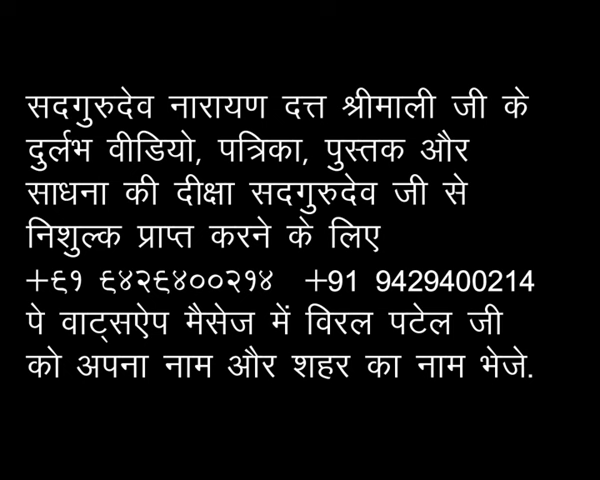 सदगुरुदेव नारायण दत्त श्रीमाली जी के
दुर्लभ वीडियो, पत्रिका, पुस्तक और
साधना की दीक्षा सदगुरुदेव जी से
निशुल्क प्राप्त करने के लिए
+९१ ९४२९४००२१४ +91 9429400214
पे वाट्सऐप मैसेज में विरल पटेल जी
को अपना नाम और शहर का नाम भेजे.